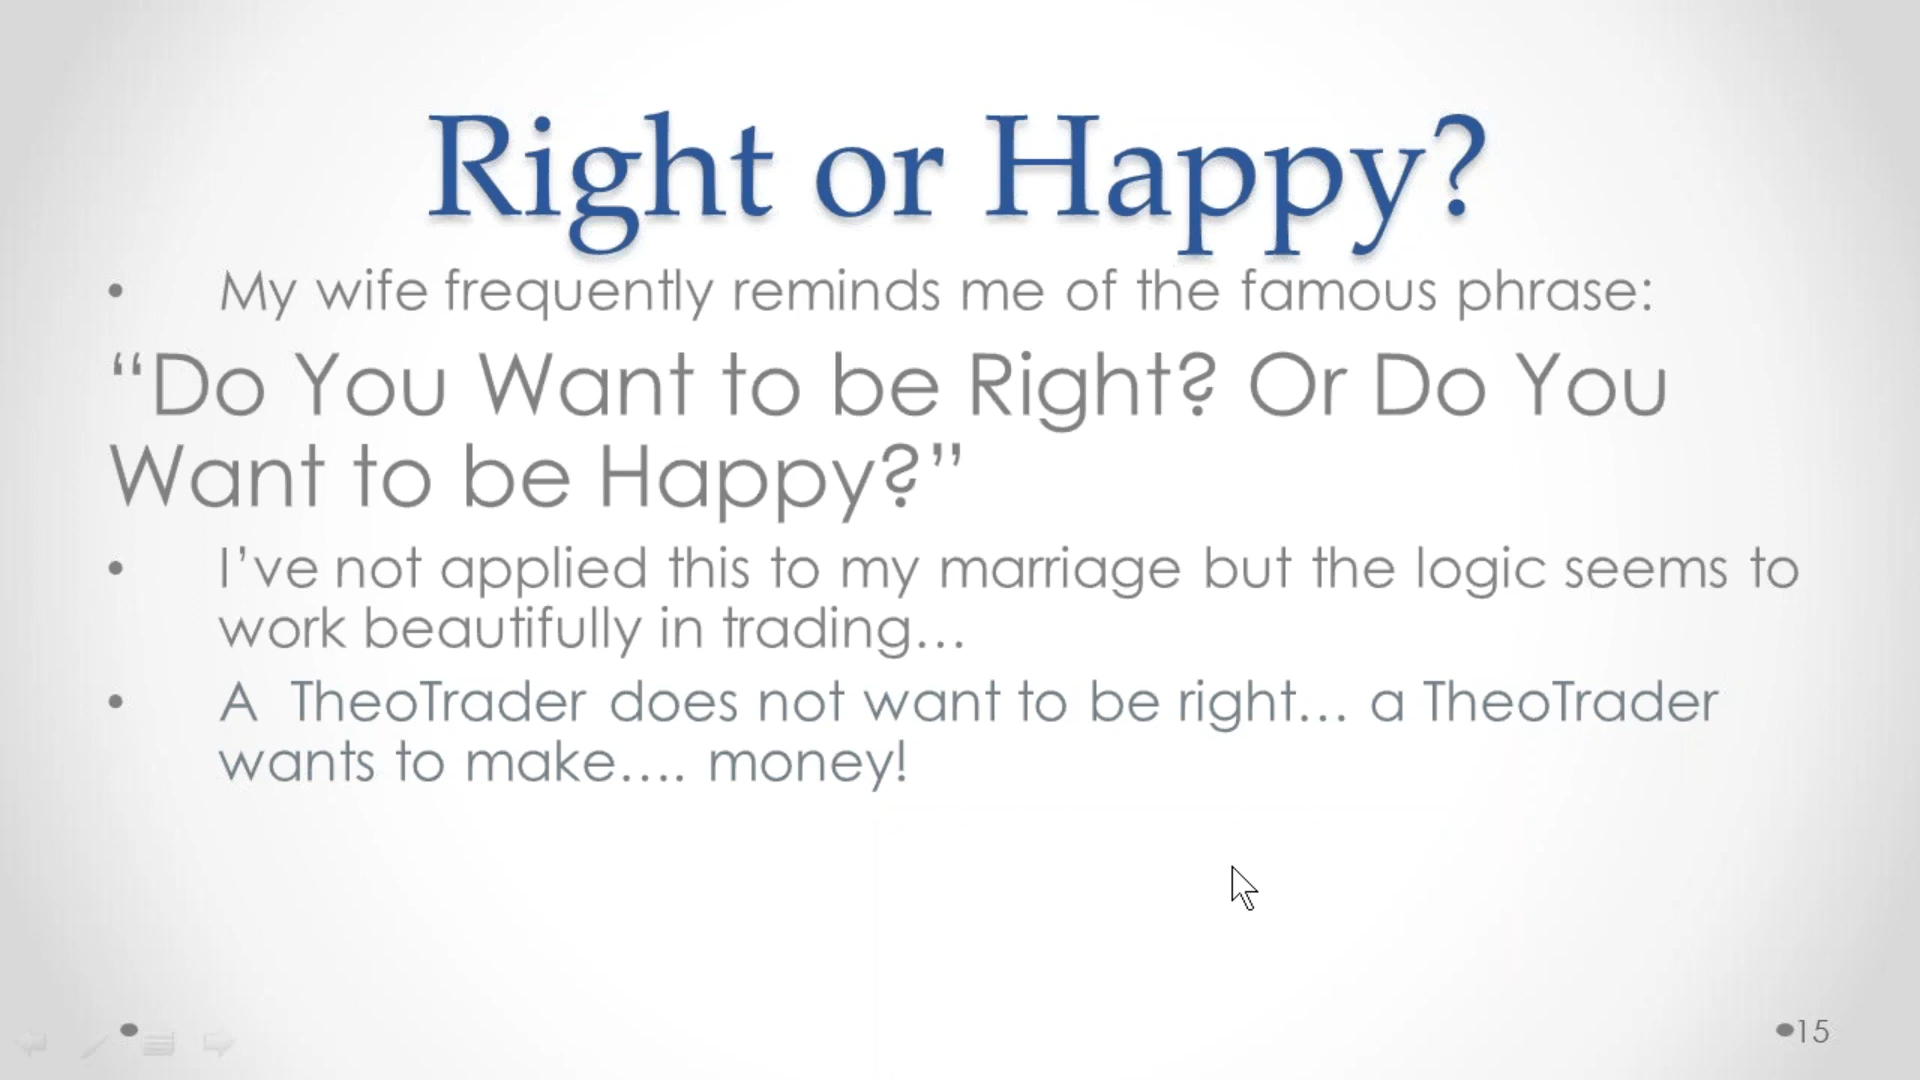 Right or Happy?
• My wife frequently reminds me of the famous phrase:
“Do You Want to be Right? Or Do You
Want to be Happy?”
• I’ve not applied this to my marriage but the logic seems to
work beautifully in trading…
• A TheoTrader does not want to be right… a TheoTrader
wants to make…. money!
•15